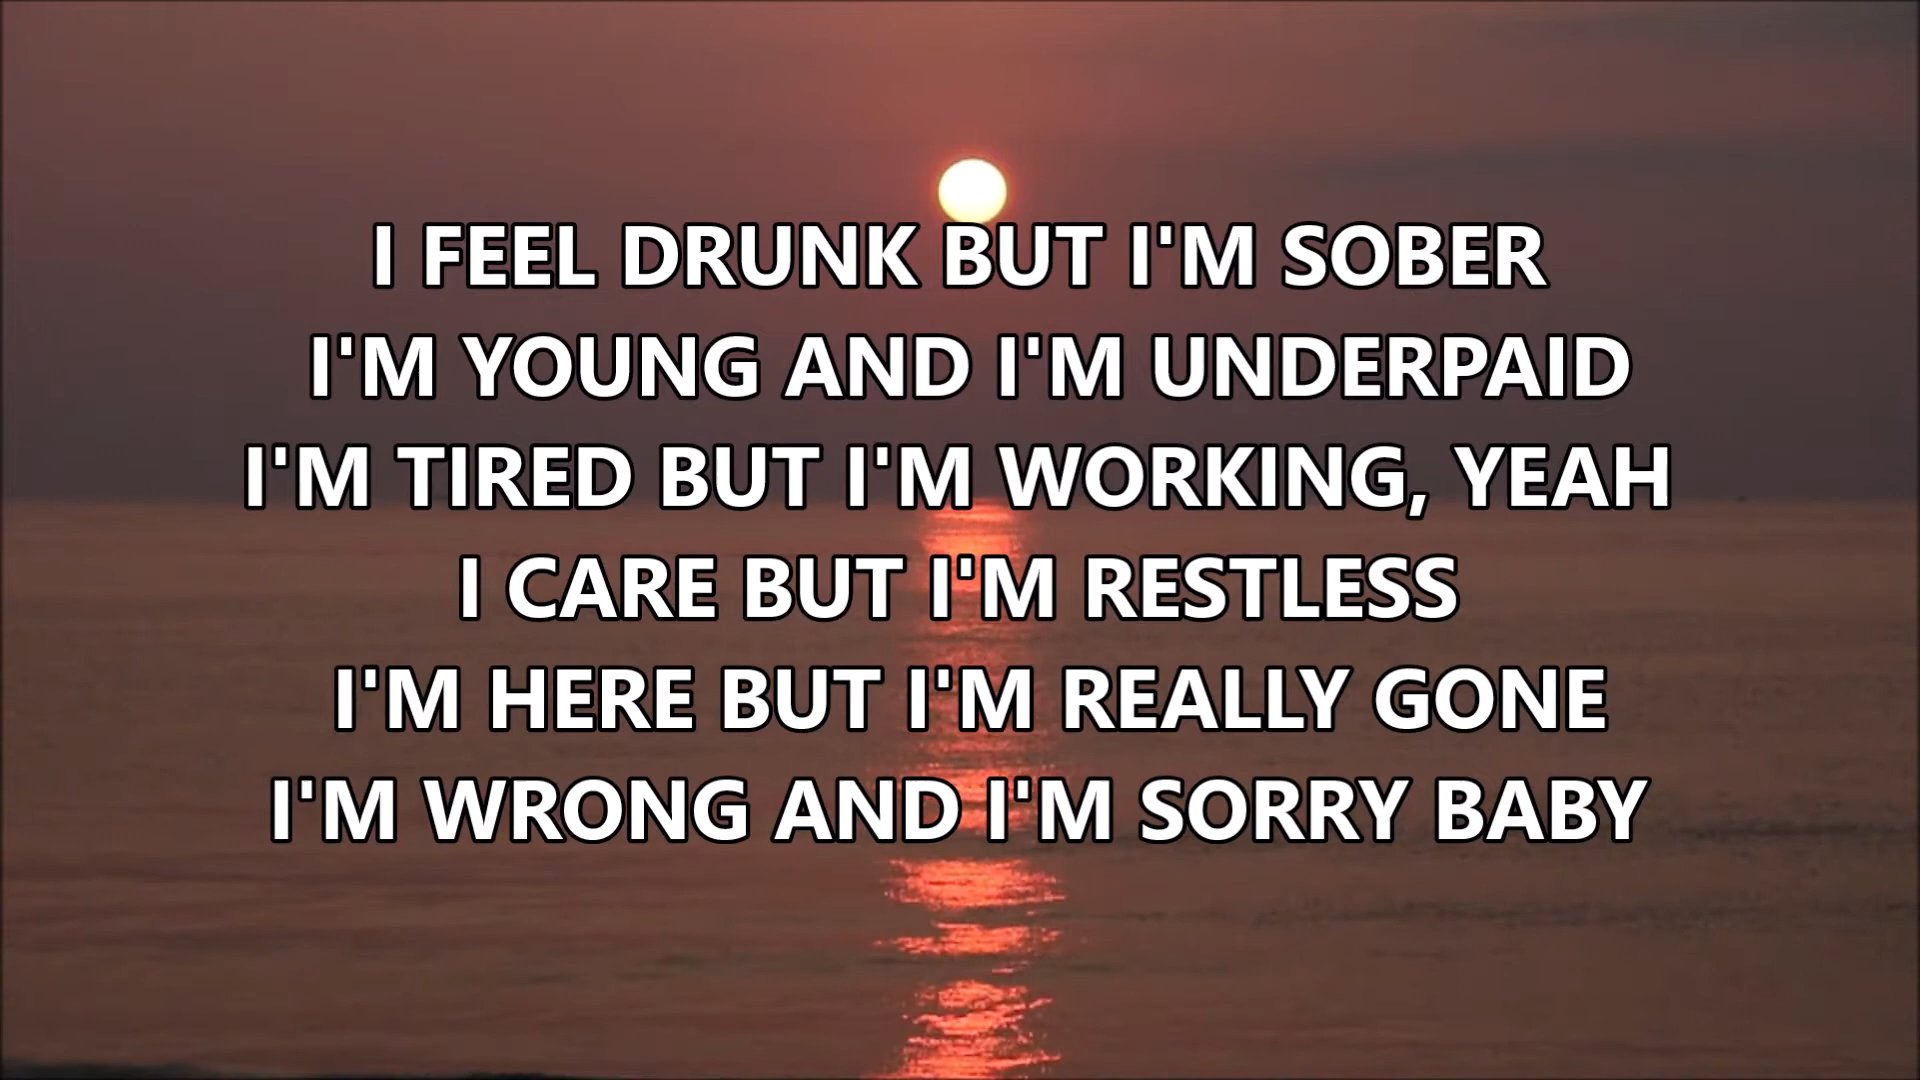 I FEEL DRUNK BUT I'M SOBER
I'M YOUNG AND I'M UNDERPAID
I'M TIRED BUT I'M WORKING, YEAH
I CARE BUT I'M RESTLESS
I'M HERE BUT I'M REALLY GONE
I'M WRONG AND I'M SORRY BABY